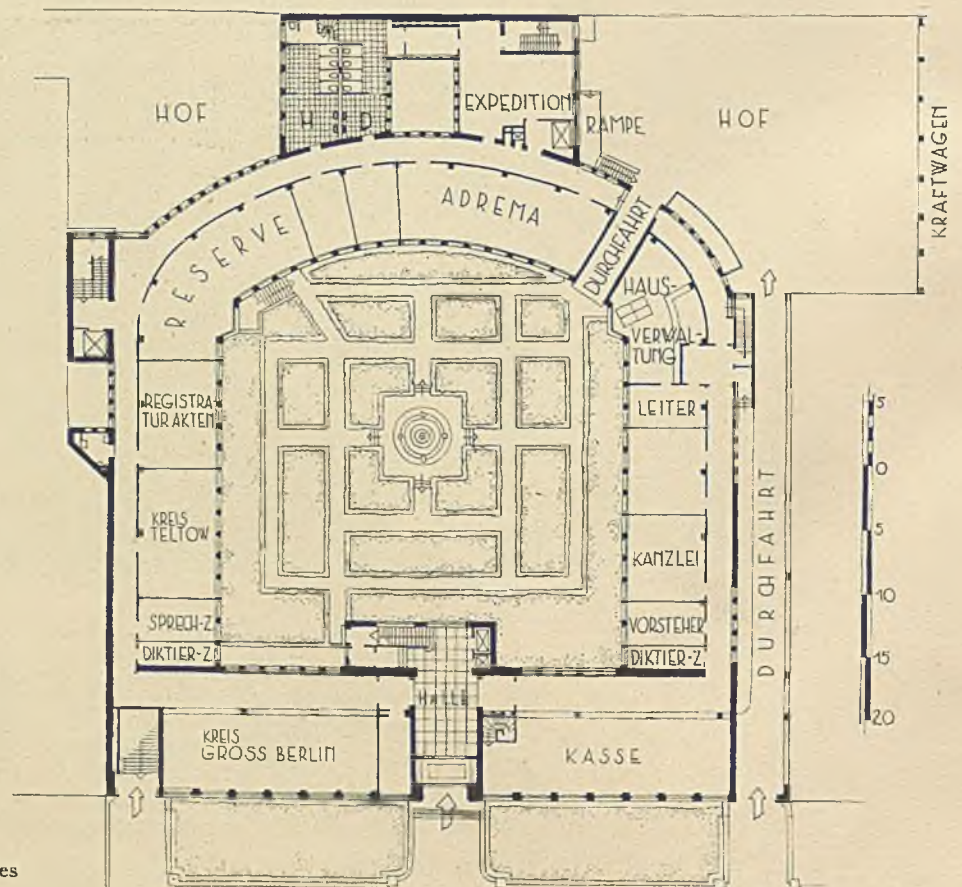 HOF
H
D
EXPEDITION
RAMPE
HOF
KRAFTWAGEN
RESERVE
ADREMA
DURCHFAHRT
HAUS-
VERWAL-
TUNG
REGISTRA-
TUR AKTEN
LEITER
KREIS
TELTOW
KANZLEI
SPRECH-Z.
DIKTIER-Z.
VORSTEHER
DIKTIER-Z.
DURCHFAHRT
HALLE
KREIS
GROSS BERLIN
KASSE
5
0
5
10
15
20
es